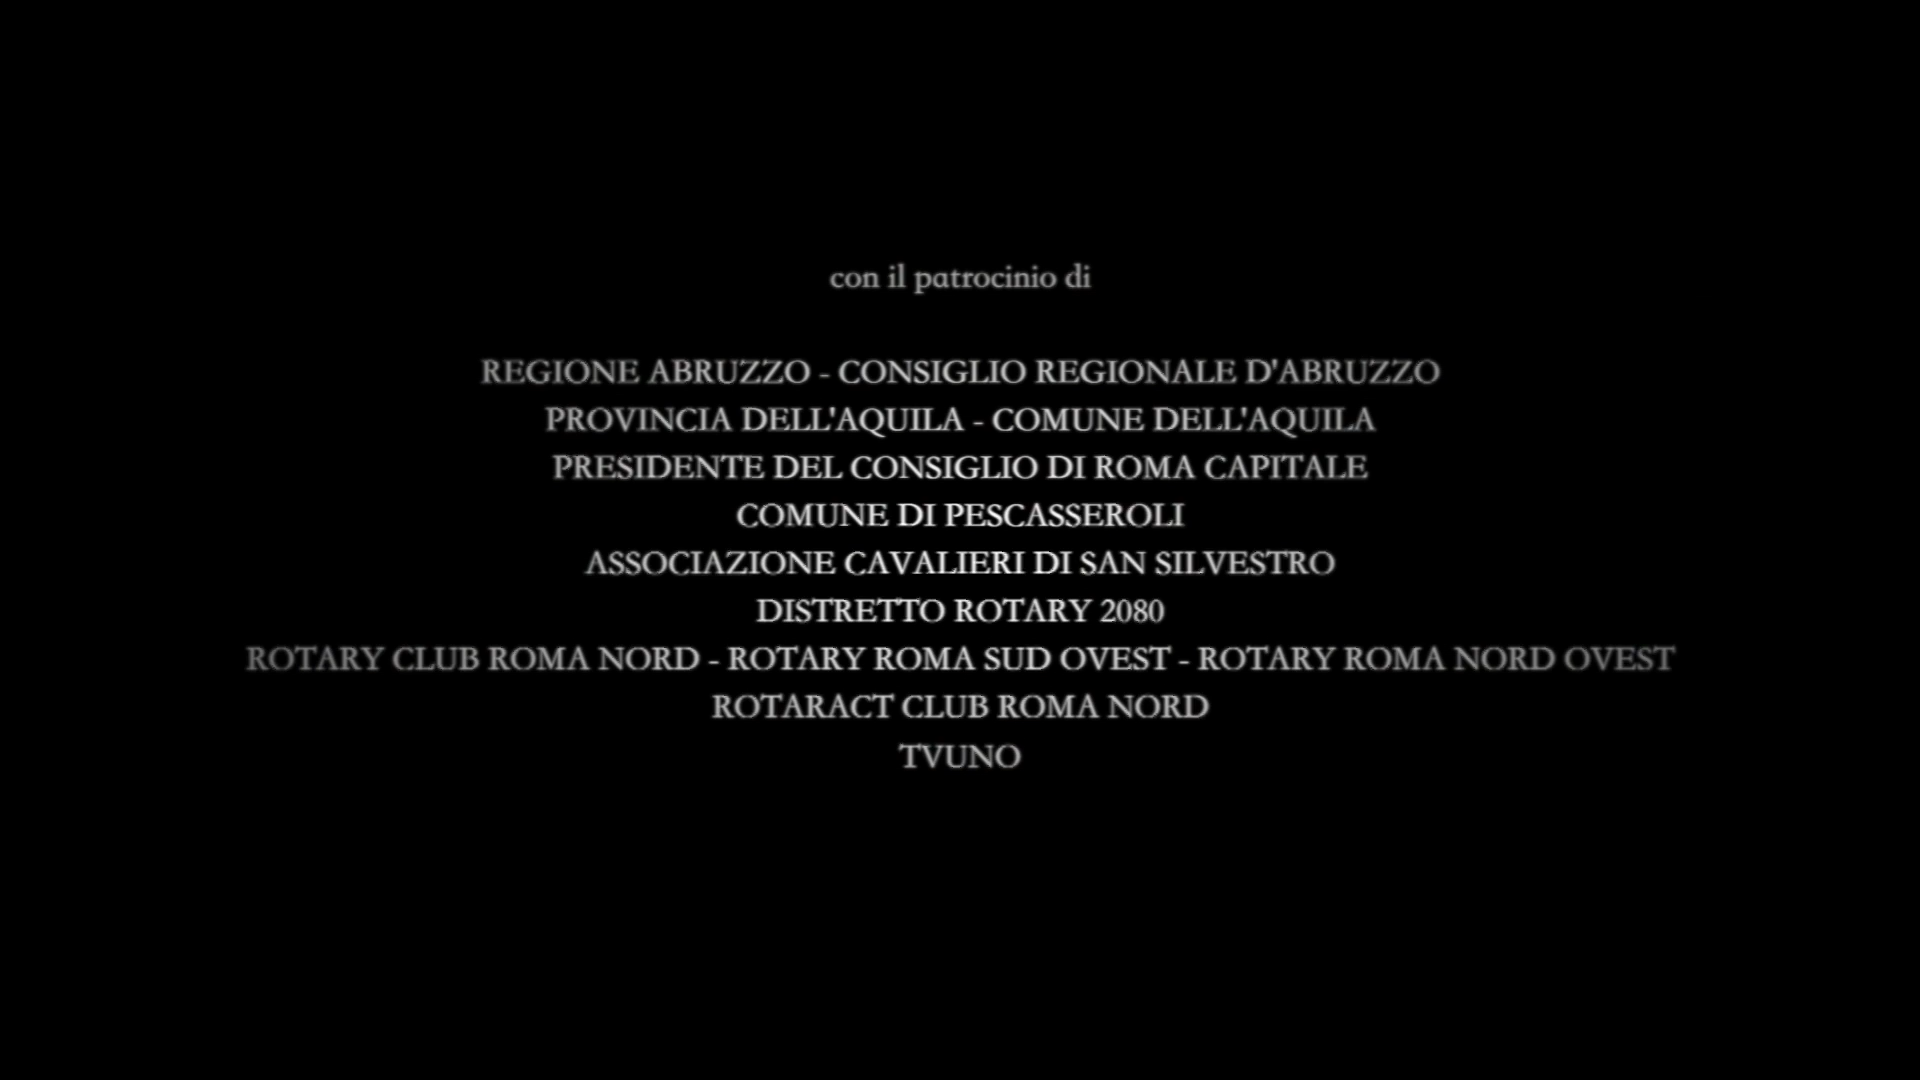 con il patrocinio di
REGIONE ABRUZZO - CONSIGLIO REGIONALE D'ABRUZZO
PROVINCIA DELL'AQUILA - COMUNE DELL'AQUILA
PRESIDENTE DEL CONSIGLIO DI ROMA CAPITALE
COMUNE DI PESCASSEROLI
ASSOCIAZIONE CAVALIERI DI SAN SILVESTRO
DISTRETTO ROTARY 2080
ROTARY CLUB ROMA NORD - ROTARY ROMA SUD OVEST - ROTARY ROMA NORD OVEST
ROTARACT CLUB ROMA NORD
TVUNO